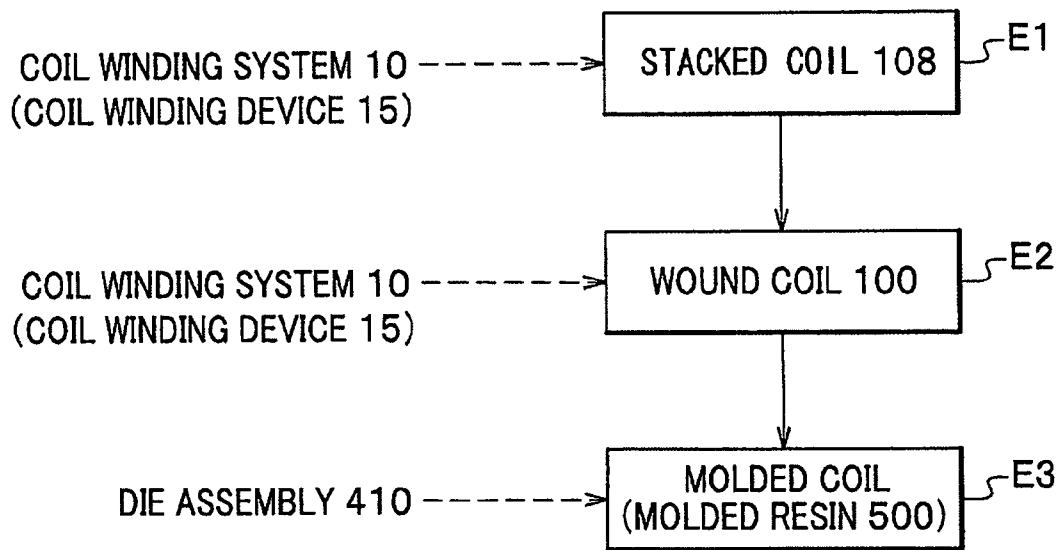 COIL WINDING SYSTEM 10
(COIL WINDING DEVICE 15)
STACKED COIL 108
E1
COIL WINDING SYSTEM 10
(COIL WINDING DEVICE 15)
WOUND COIL 100
E2
DIE ASSEMBLY 410
MOLDED COIL
(MOLDED RESIN 500)
E3